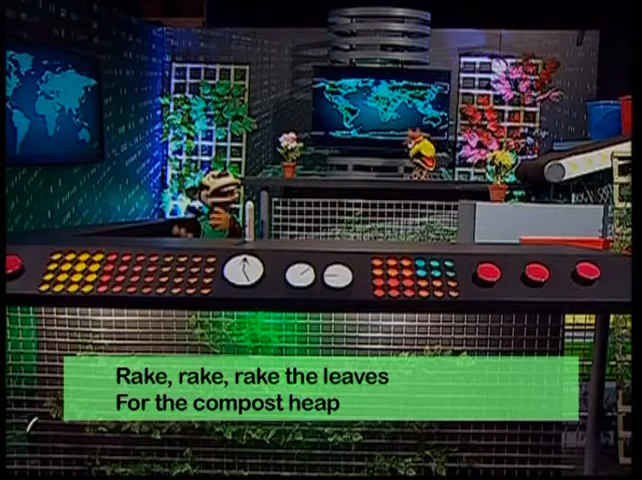 Rake, rake, rake the leaves
For the compost heap